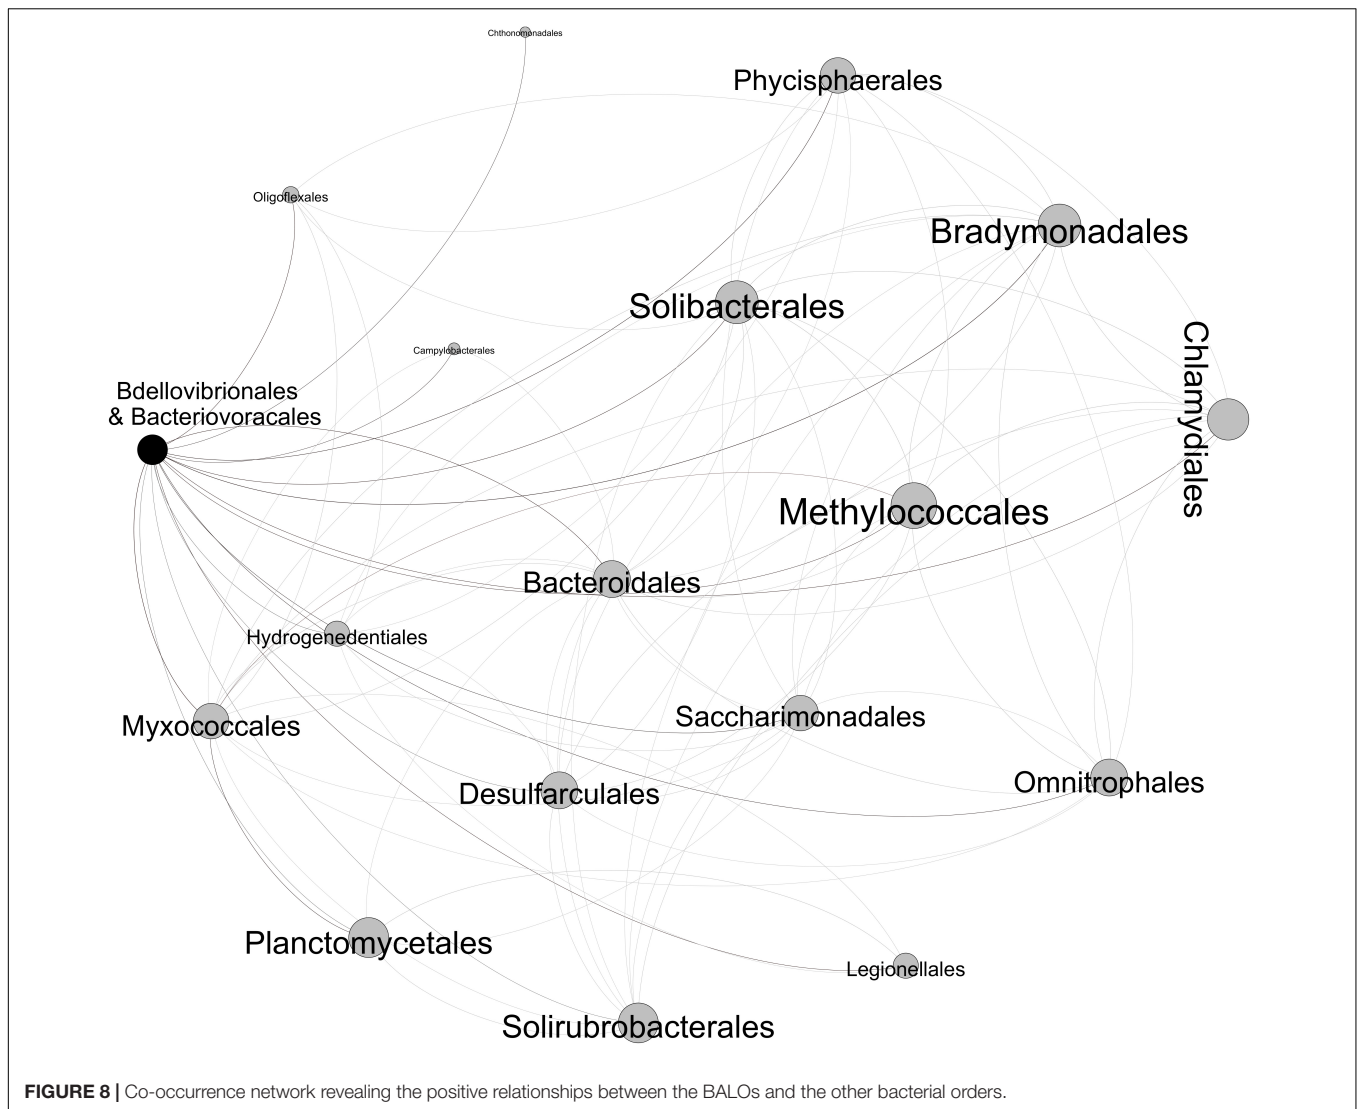 Chthonomonadales
Phycisphaerales
Oligoflexales
Bradymonadales
Solibacterales
Campylobacterales
Chlamydiales
Bdellovibrionales
& Bacteriovoracales
Methylococcales
Bacteroidales
Hydrogenedentiales
Myxococcales
Saccharimonadales
Omnitrophales
Desulfarculales
Planctomycetales
Legionellales
Solirubrobacterales
FIGURE 8 | Co-occurrence network revealing the positive relationships between the BALOs and the other bacterial orders.